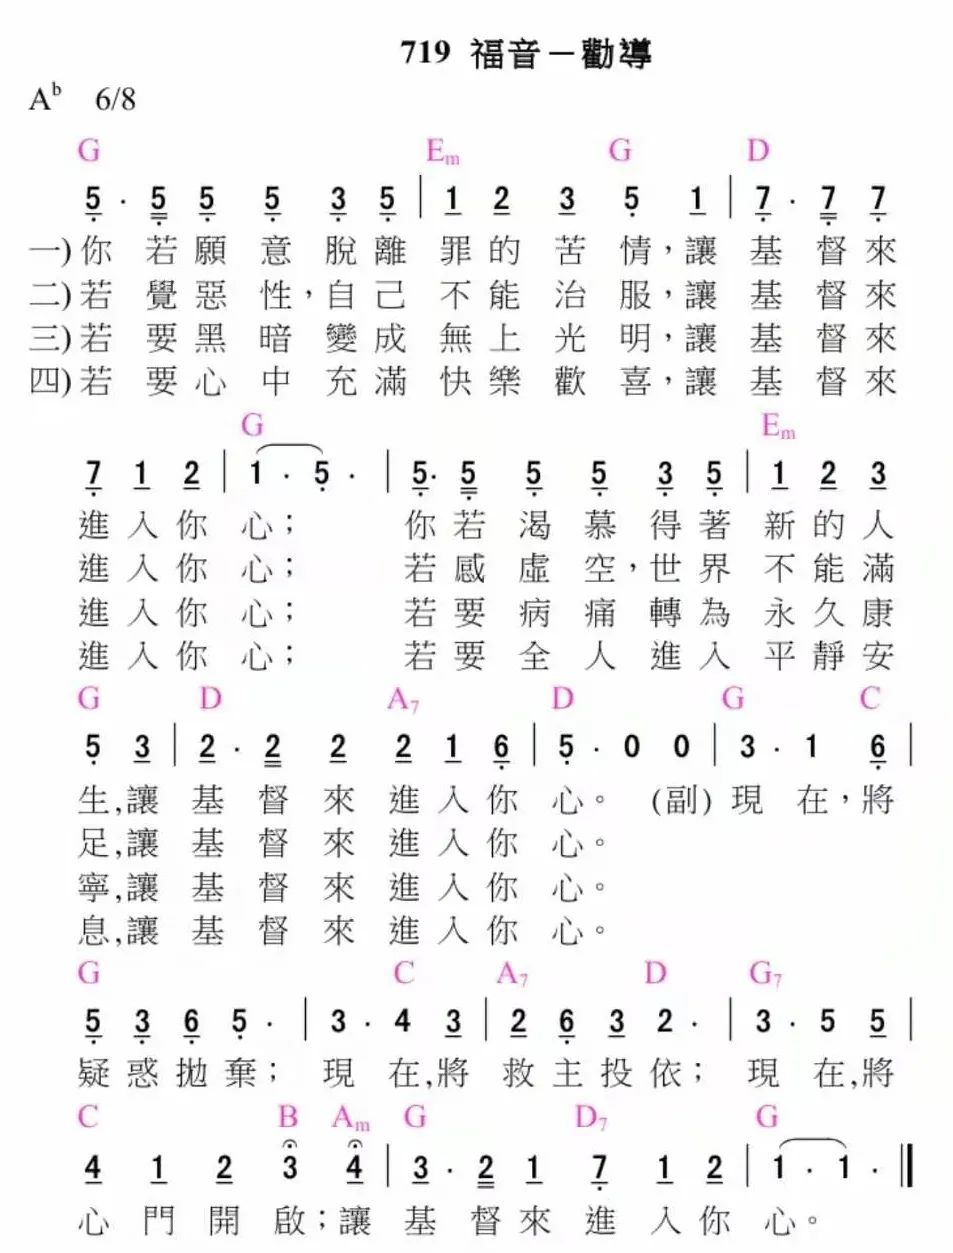 719 福音－勸導
A♭ 6/8
G Em G D
5 · 5 5 5 3 5 | 1 2 3 5 1 | 7 · 7 7
一)你若願意脫離罪的苦情，讓基督來
二)若覺惡性，自己不能治服，讓基督來
三)若要黑暗變成無上光明，讓基督來
四)若要心中充滿快樂歡喜，讓基督來
G Em
7 1 2 | 1 · 5 · | 5 · 5 5 5 3 5 | 1 2 3
進入你心； 你若渴慕得著新的人
進入你心； 若感虛空，世界不能滿
進入你心； 若要病痛轉為永久康
進入你心； 若要全人進入平靜安
G D A7 D G C
5 3 | 2 · 2 2 2 1 6 | 5 · 0 0 | 3 · 1 6 |
生,讓基督來進入你心。 (副)現在，將
足,讓基督來進入你心。
寧,讓基督來進入你心。
息,讓基督來進入你心。
G C A7 D G7
5 3 6 5 · | 3 · 4 3 | 2 6 3 2 · | 3 · 5 5 |
疑惑拋棄； 現在,將救主投依； 現在,將
C B Am G D7 G
4 1 2 3 4 | 3 · 2 1 7 1 2 | 1 · 1 · ‖
心門開啟；讓基督來進入你心。